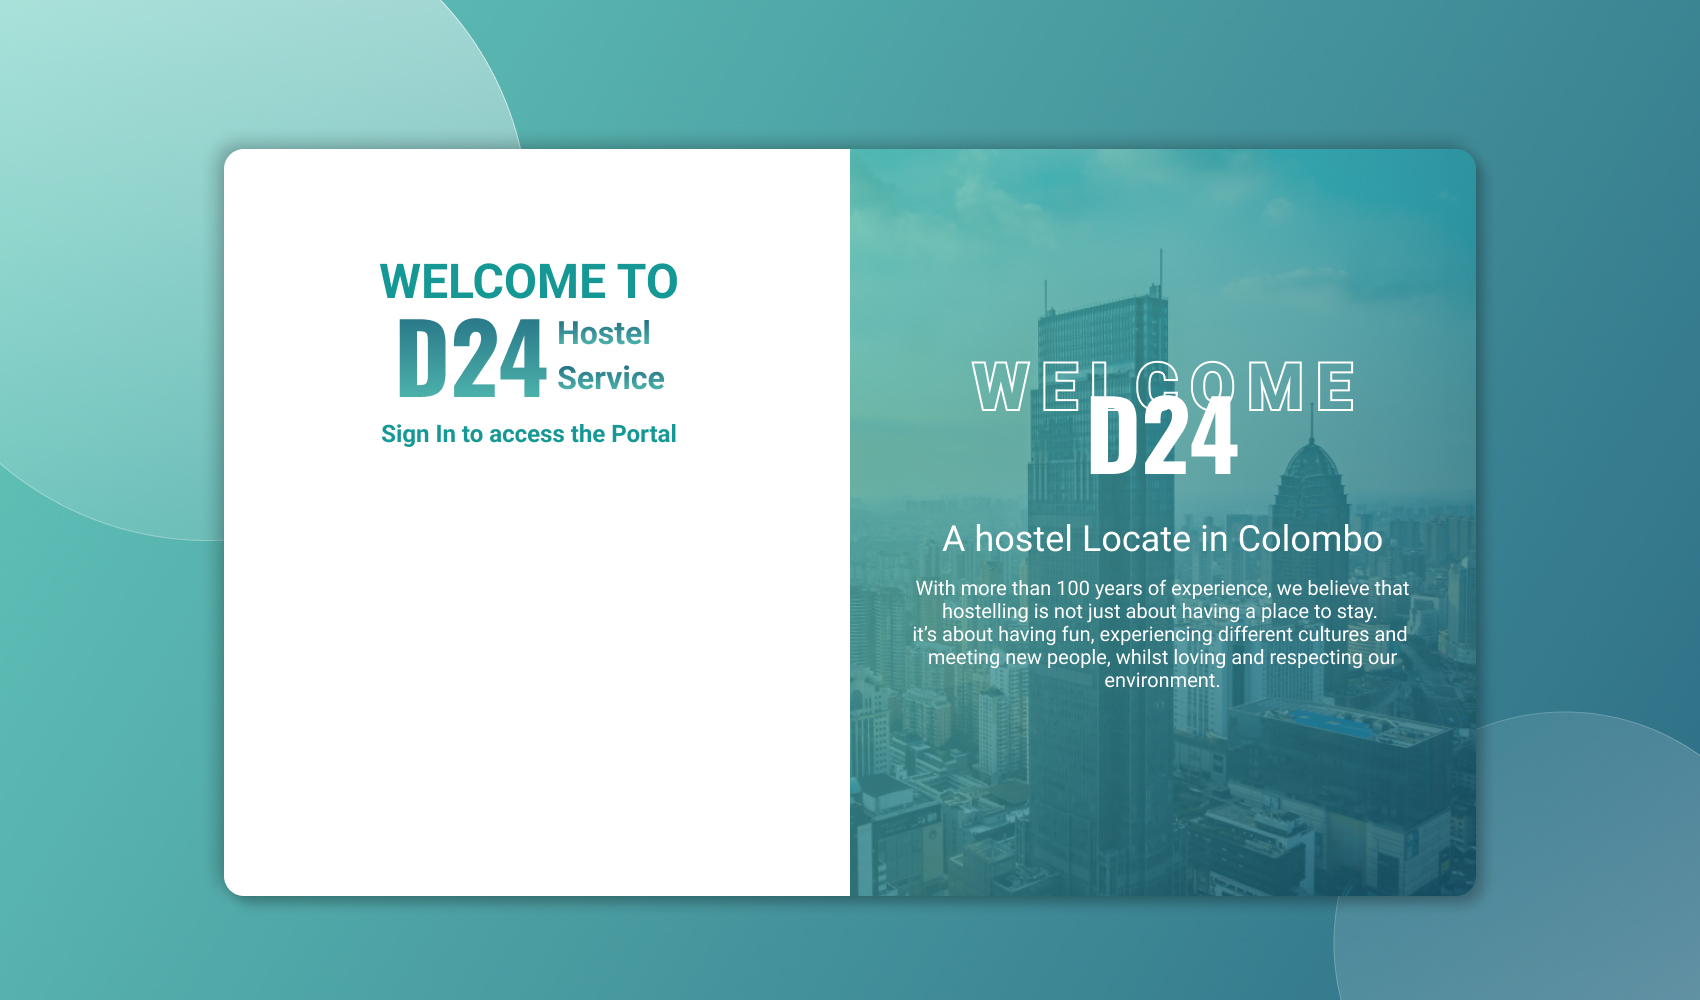 WELCOME TO
D24 Hostel
Service
Sign In to access the Portal
WELCOME
D24
A hostel Locate in Colombo
With more than 100 years of experience, we believe that
hostelling is not just about having a place to stay.
it’s about having fun, experiencing different cultures and
meeting new people, whilst loving and respecting our
environment.